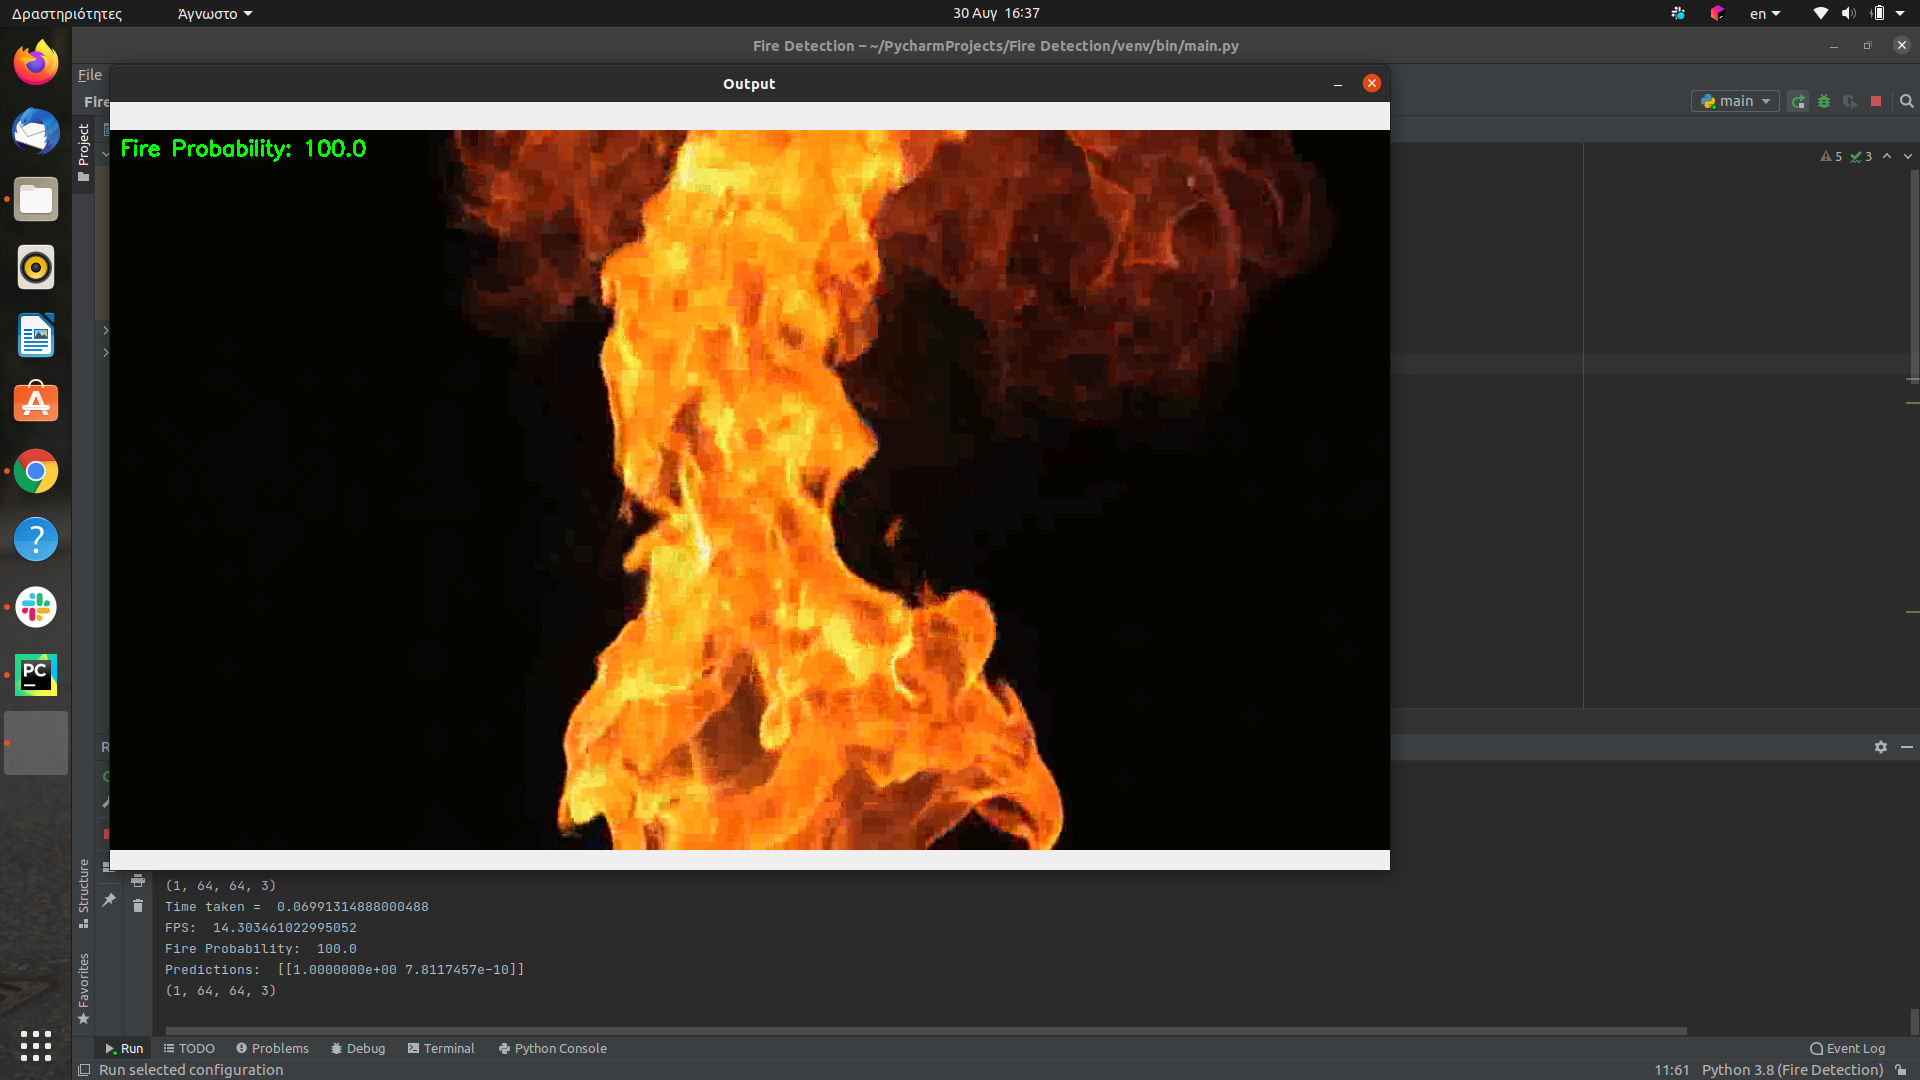 Δραστηριότητες
Άγνωστο
30 Αυγ 16:37
en
Fire Detection – ~/PycharmProjects/Fire Detection/venv/bin/main.py
File
Output
Fire
main
Project
Fire Probability: 100.0
5
3
PC
R
Structure
Favorites
(1, 64, 64, 3)
Time taken =  0.06991314888000488
FPS:  14.303461022995052
Fire Probability:  100.0
Predictions:  [[1.0000000e+00 7.8117457e-10]]
(1, 64, 64, 3)
Run
TODO
Problems
Debug
Terminal
Python Console
Event Log
Run selected configuration
11:61
Python 3.8 (Fire Detection)